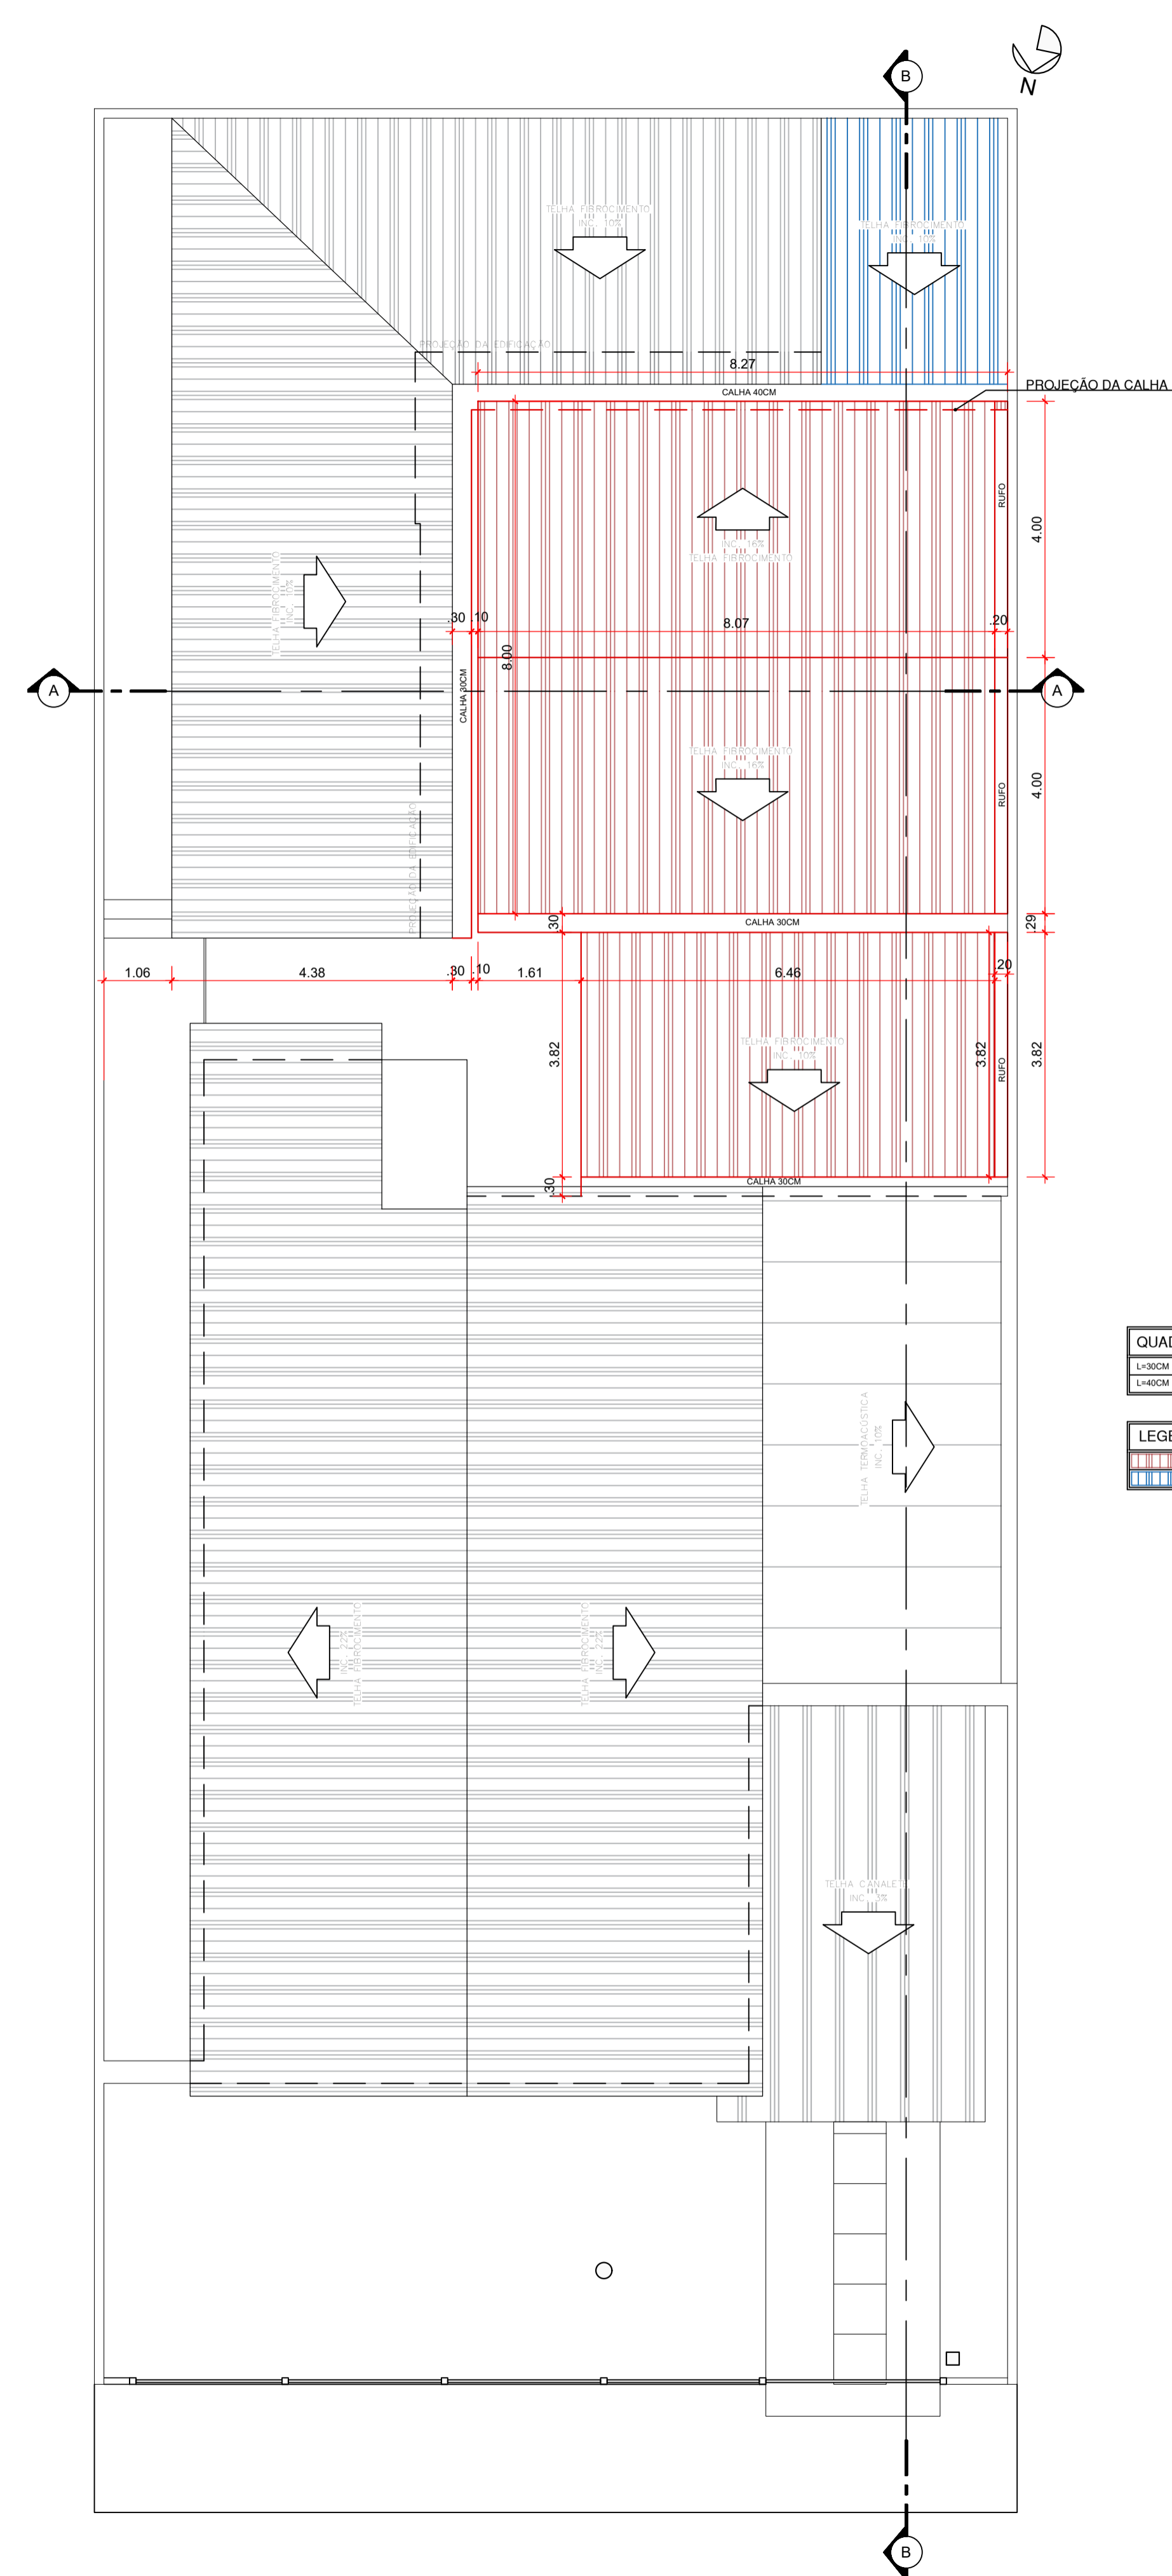 B
N
TELHA FIBROCIMENTO
INC. 10%
TELHA FIBROCIMENTO
INC. 10%
PROJEÇÃO DA EDIFICAÇÃO
8.27
CALHA 40CM
PROJEÇÃO DA CALHA
RUFO
4.00
INC. 16%
TELHA FIBROCIMENTO
TELHA FIBROCIMENTO
INC. 10%
.30
.10
8.07
.20
8.00
CALHA 30CM
A
A
TELHA FIBROCIMENTO
INC. 16%
RUFO
4.00
PROJEÇÃO DA EDIFICAÇÃO
.30
CALHA 30CM
.29
1.06
4.38
.30
.10
1.61
6.46
.20
3.82
TELHA FIBROCIMENTO
INC. 10%
3.82
RUFO
3.82
.30
CALHA 30CM
L=30CM
L=40CM
TELHA TERMOACÚSTICA
INC. 10%
INC. 22%
TELHA FIBROCIMENTO
TELHA FIBROCIMENTO
INC. 22%
INC. 3%
B